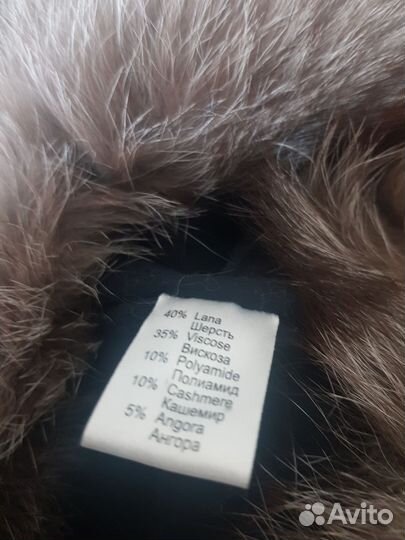 40% Lana
Шерсть
35% Viscose
Вискоза
10% Polyamide
Полиамид
10% Cashmere
Кашемир
5% Angora
Ангора
Avito